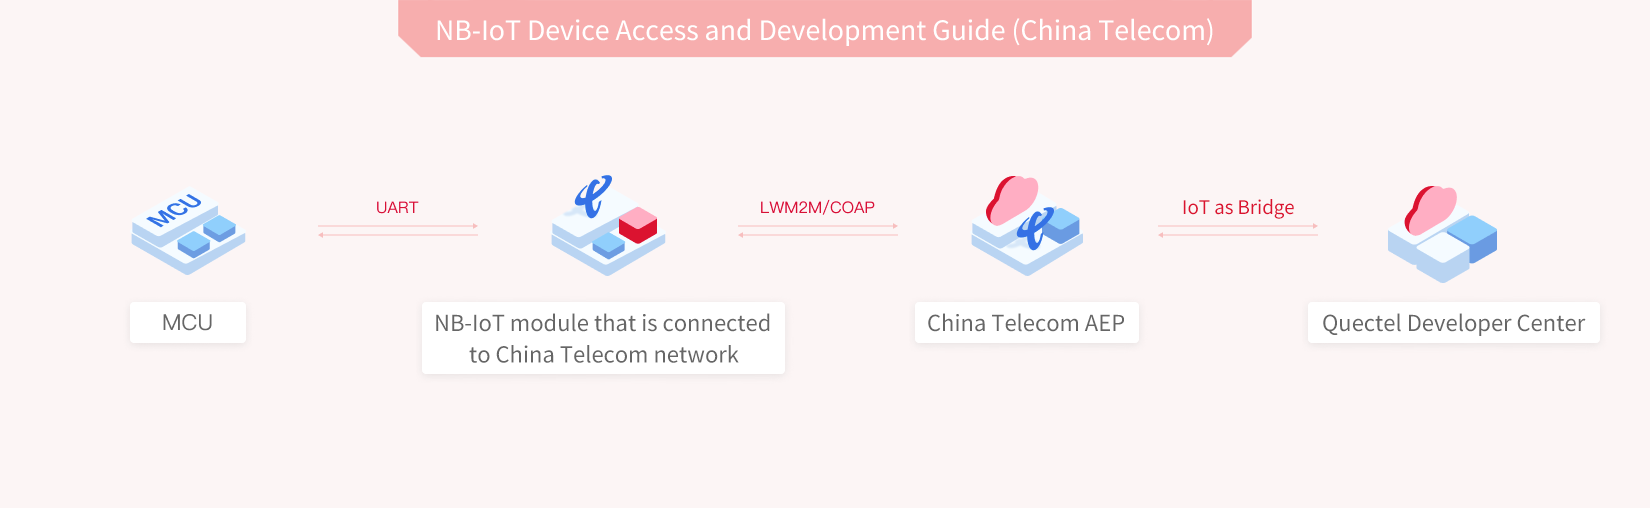 NB-IoT Device Access and Development Guide (China Telecom)
MCU
UART
LWM2M/COAP
IoT as Bridge
MCU
NB-IoT module that is connected
to China Telecom network
China Telecom AEP
Quectel Developer Center